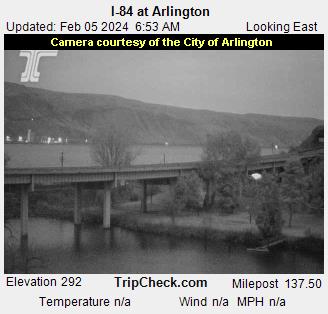 I-84 at Arlington
Updated: Feb 05 2024 6:53 AM Looking East
Camera courtesy of the City of Arlington
Elevation 292 TripCheck.com Milepost 137.50
Temperature n/a Wind n/a MPH n/a